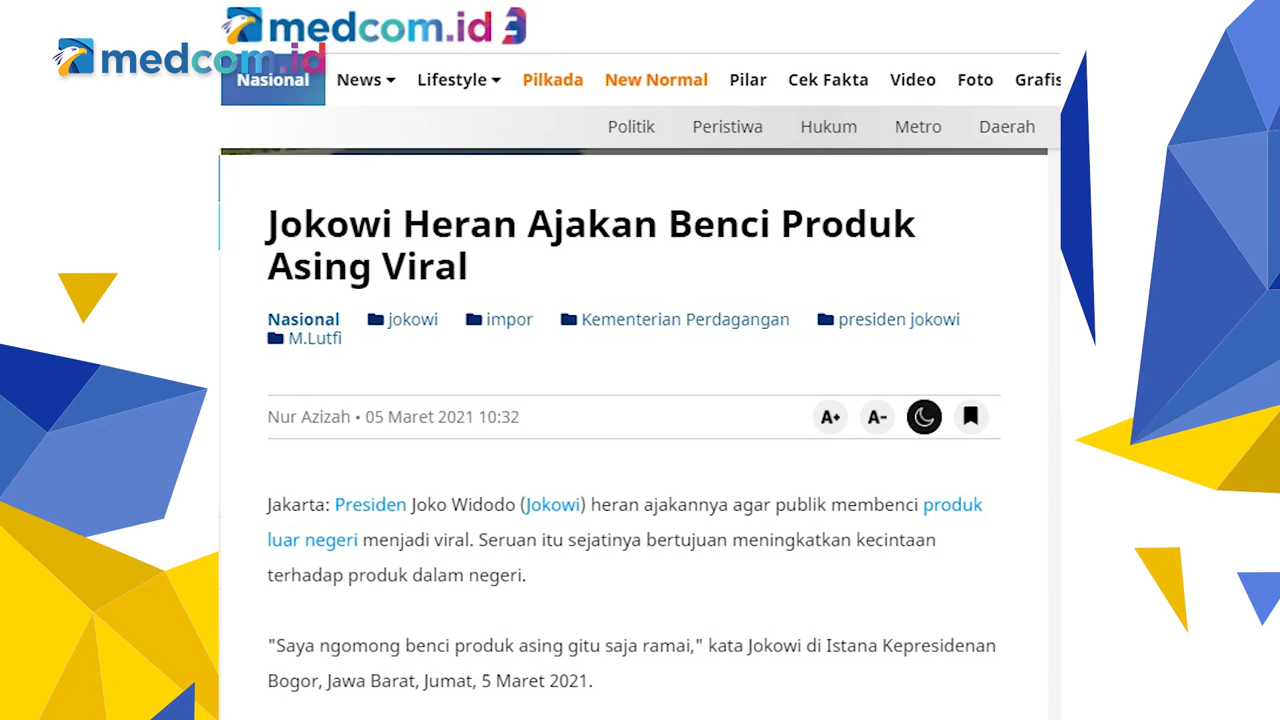 medcom.id 3
medcom.id
Nasional News Lifestyle Pilkada New Normal Pilar Cek Fakta Video Foto Grafis
Politik Peristiwa Hukum Metro Daerah
Jokowi Heran Ajakan Benci Produk
Asing Viral
Nasional jokowi impor Kementerian Perdagangan presiden jokowi
M.Lutfi
Nur Azizah • 05 Maret 2021 10:32 A+ A-
Jakarta: Presiden Joko Widodo (Jokowi) heran ajakannya agar publik membenci produk
luar negeri menjadi viral. Seruan itu sejatinya bertujuan meningkatkan kecintaan
terhadap produk dalam negeri.
"Saya ngomong benci produk asing gitu saja ramai," kata Jokowi di Istana Kepresidenan
Bogor, Jawa Barat, Jumat, 5 Maret 2021.